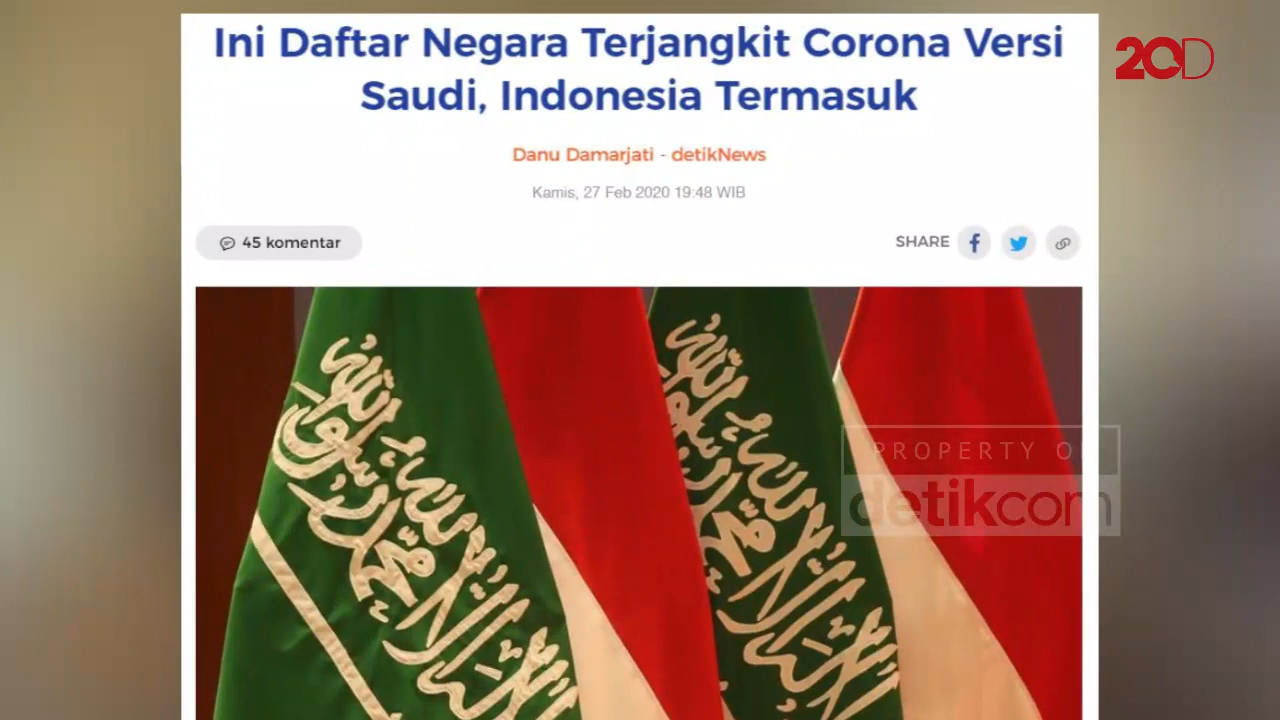 Ini Daftar Negara Terjangkit Corona Versi
Saudi, Indonesia Termasuk
20D
Danu Damarjati - detikNews
Kamis, 27 Feb 2020 19:48 WIB
45 komentar
SHARE
PROPERTY O
detikcom